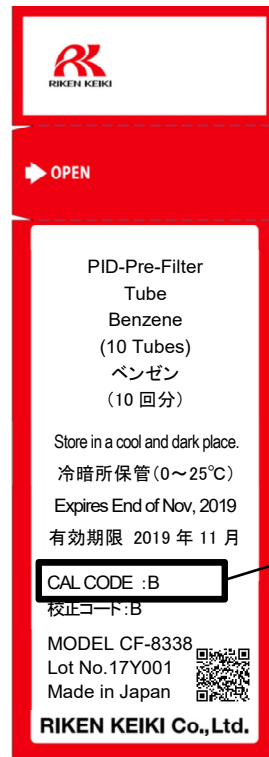 RIKEN KEIKI
OPEN
PID-Pre-Filter
Tube
Benzene
(10 Tubes)
ベンゼン
（10 回分）
Store in a cool and dark place.
冷暗所保管（0～25℃）
Expires End of Nov, 2019
有効期限 2019 年 11 月
CAL CODE :B
校正コード:B
MODEL CF-8338
Lot No.17Y001
Made in Japan
RIKEN KEIKI Co.,Ltd.